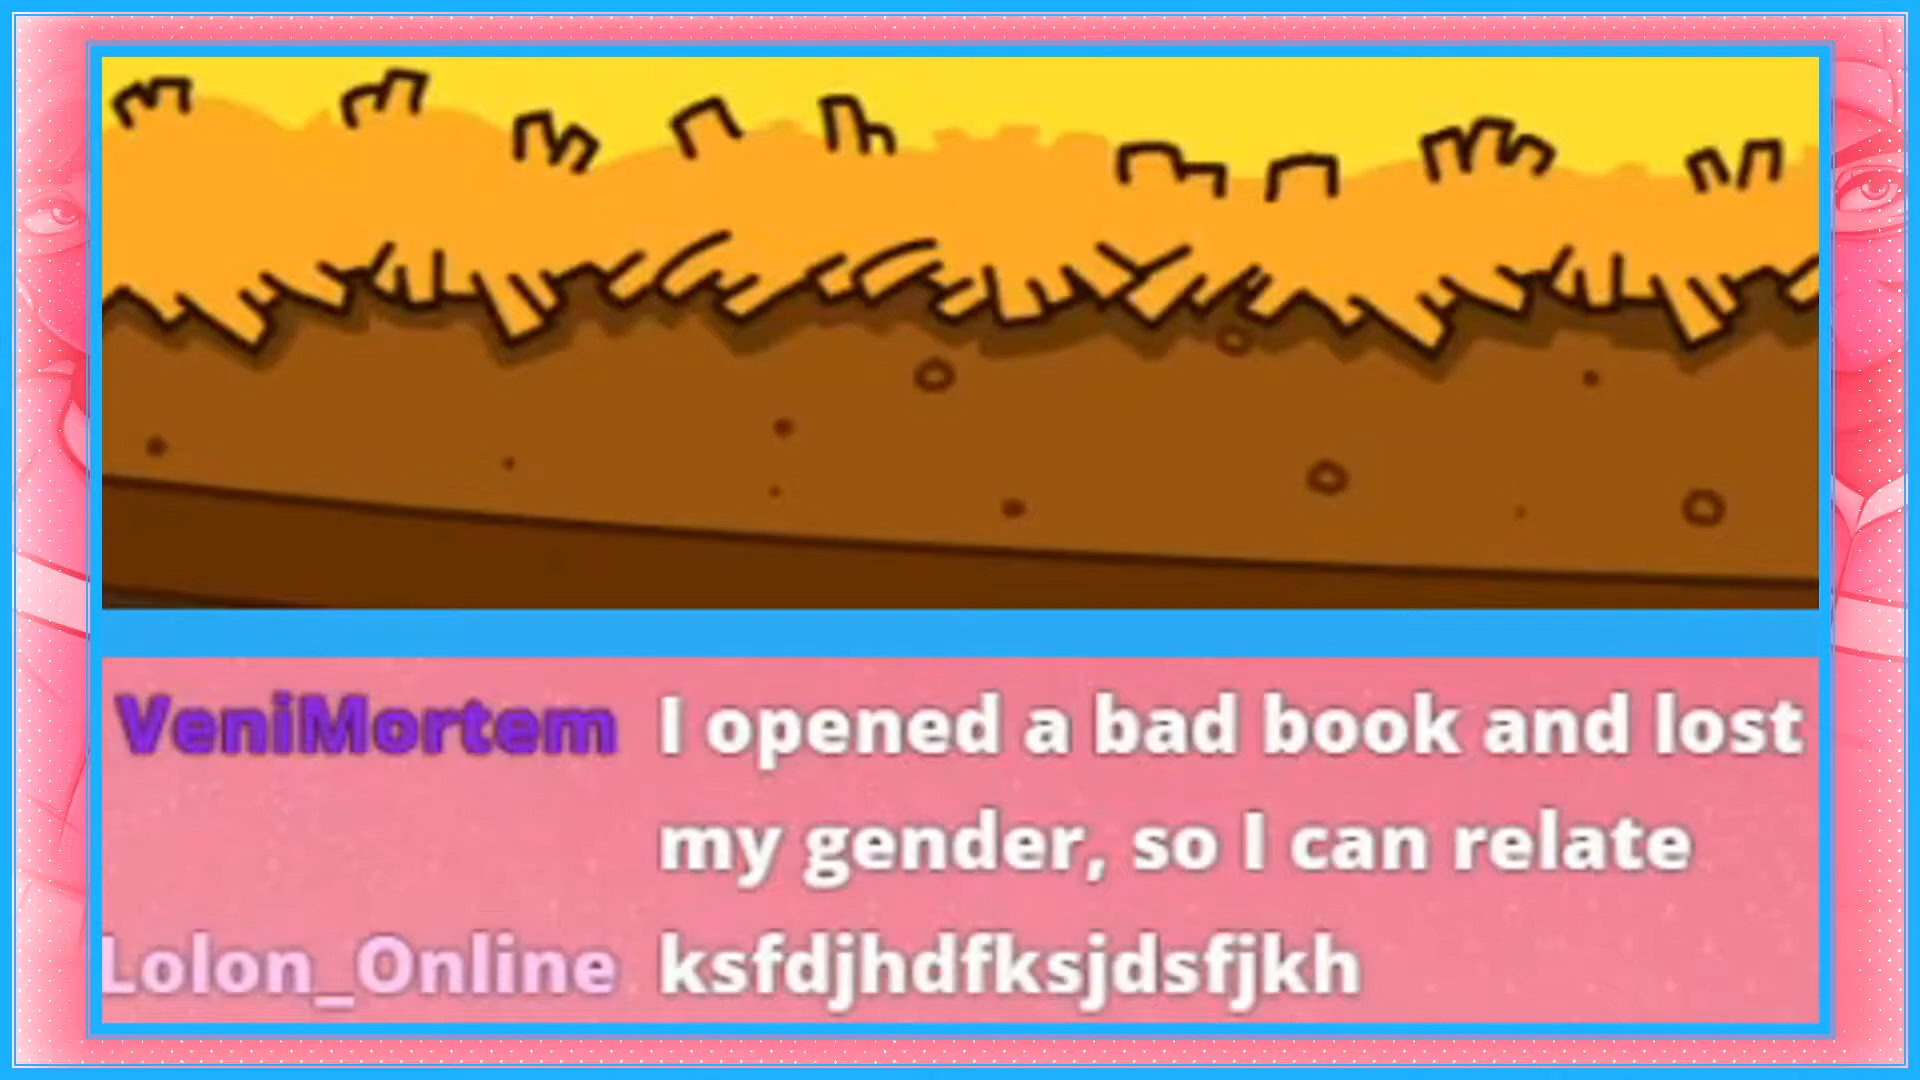 VeniMortem I opened a bad book and lost
my gender, so I can relate
Lolon_Online ksfdjhdfksjdsfjkh